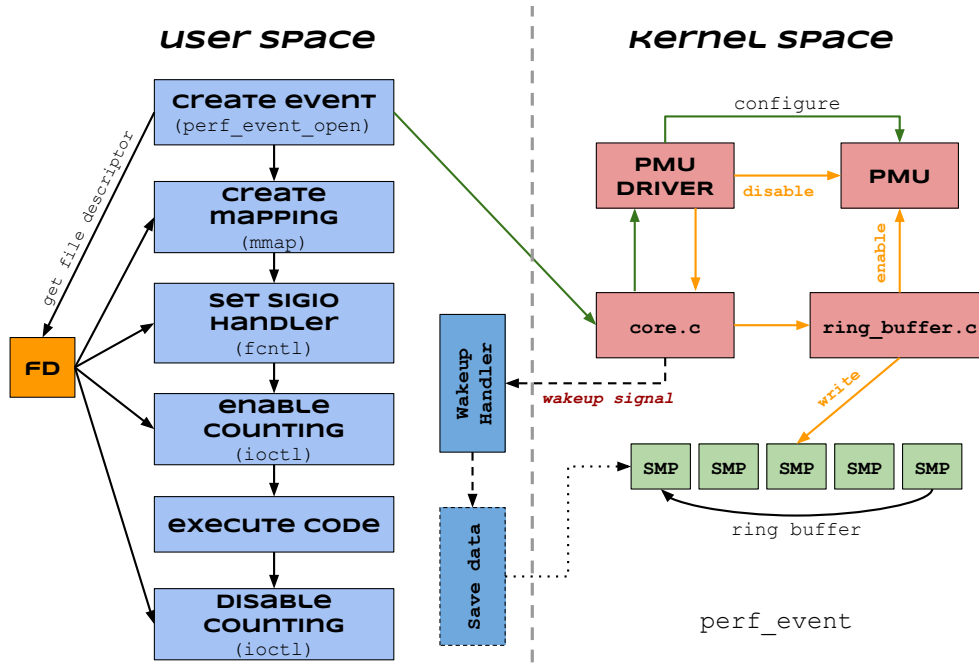 user space
kernel space
create event
(perf_event_open)
get file descriptor
create
mapping
(mmap)
set SIGIO
handler
(fcntl)
FD
enable
counting
(ioctl)
execute code
disable
counting
(ioctl)
Wakeup
Handler
Save data
configure
PMU
DRIVER
PMU
disable
enable
core.c
ring_buffer.c
wakeup signal
write
SMP SMP SMP SMP SMP
ring buffer
perf_event